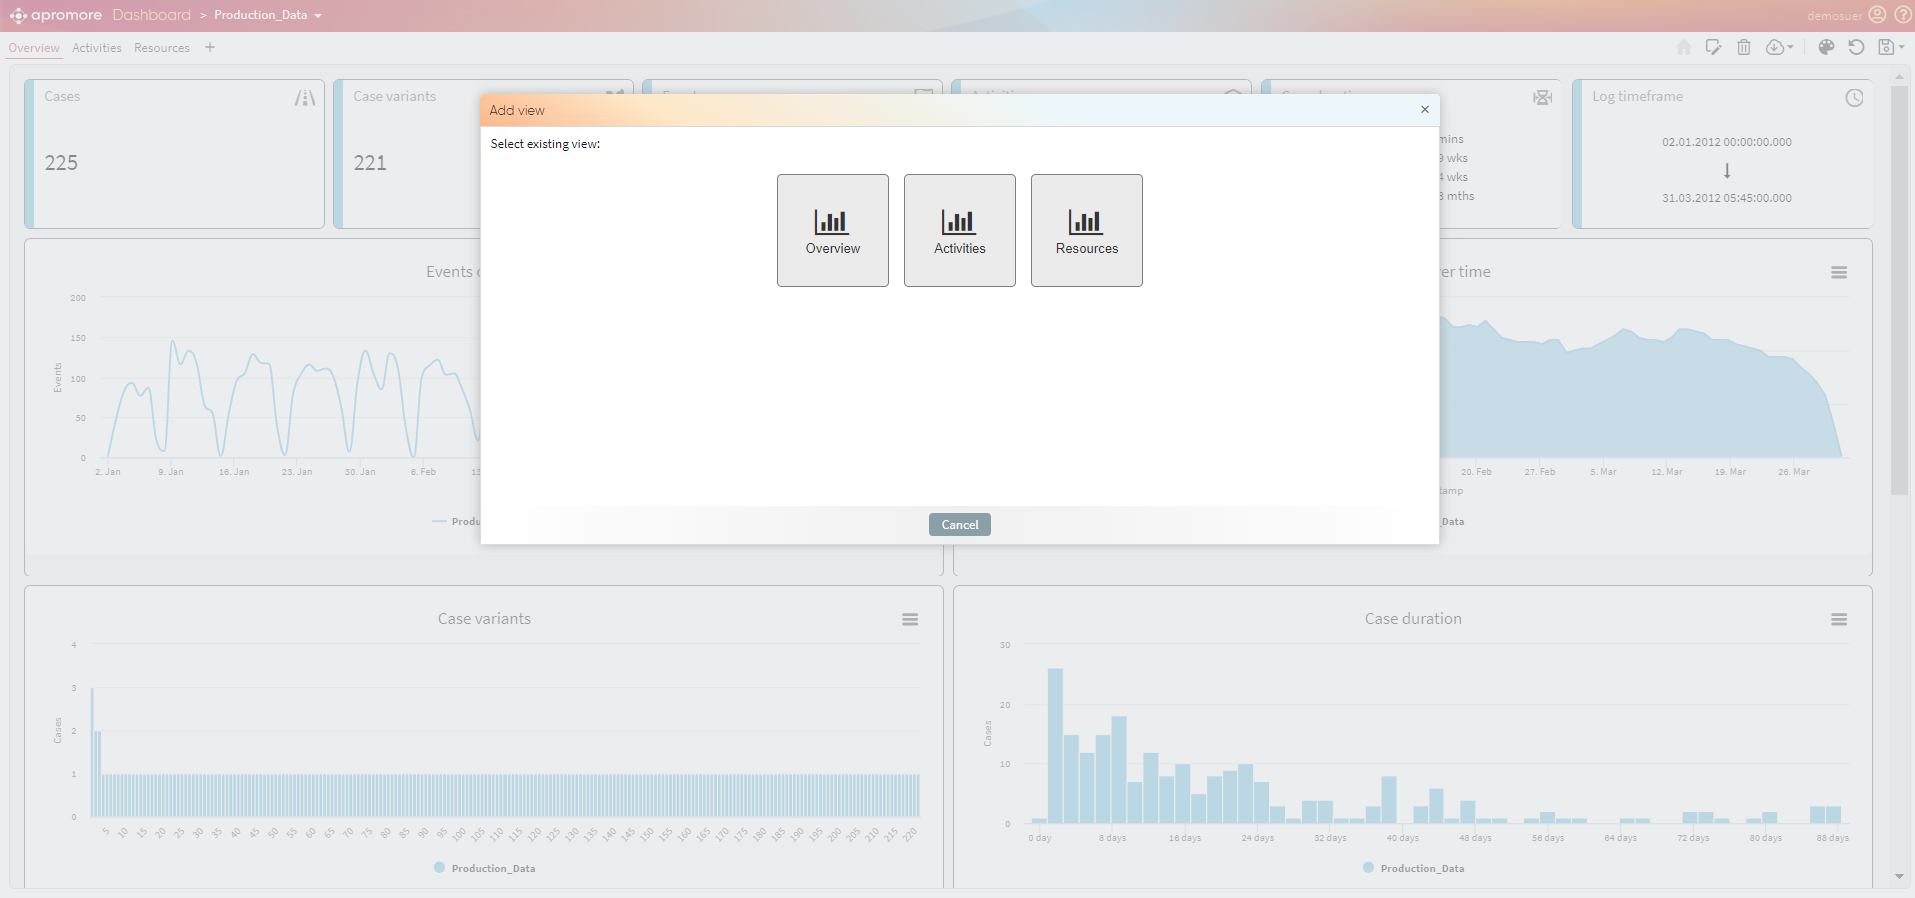 apromore Dashboard > Production_Data
demosuer
Overview Activities Resources +
Cases
225
Case variants
221
mins
wks
wks
mths
Log timeframe
02.01.2012 00:00:00.000
31.03.2012 05:45:00.000
Add view
Select existing view:
Overview
Activities
Resources
Cancel
Events
200
150
100
50
0
Events
2. Jan 9. Jan 16. Jan 23. Jan 30. Jan 6. Feb
time
20. Feb 27. Feb 5. Mar 12. Mar 19. Mar 26. Mar
_Data
Case variants
4
3
2
1
0
Cases
5 10 15 20 25 30 35 40 45 50 55 60 65 70 75 80 85 90 95 100 105 110 115 120 125 130 135 140 145 150 155 160 165 170 175 180 185 190 195 200 205 210 215 220
Production_Data
Case duration
30
20
10
0
Cases
0 day 8 days 16 days 24 days 32 days 40 days 48 days 56 days 64 days 72 days 80 days 88 days
Production_Data